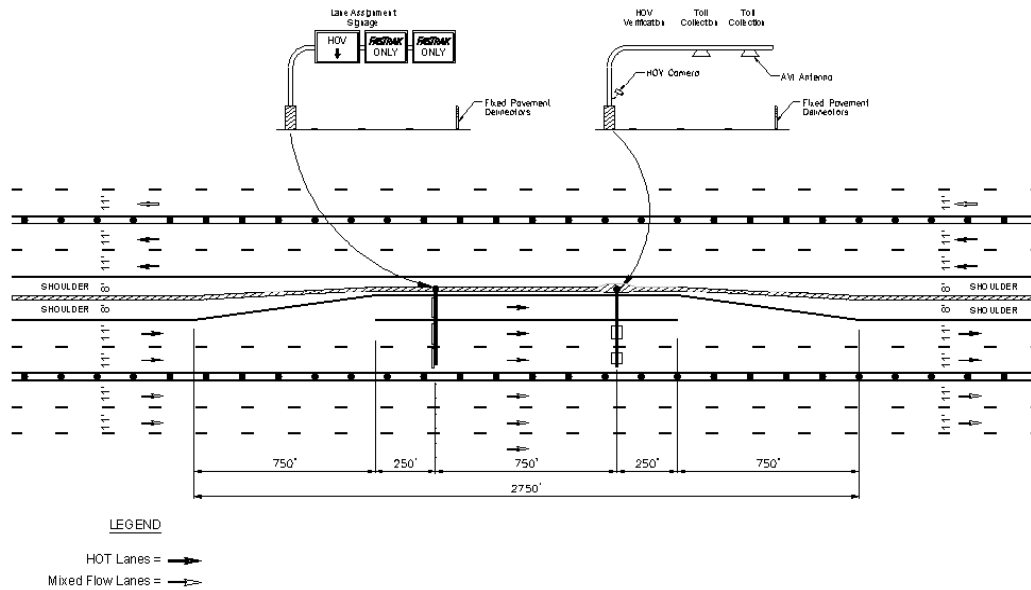 Lane Assignment
Signage
HOV
FASTRAK
ONLY
FASTRAK
ONLY
HOV
Verification
Toll
Collection
Toll
Collection
HOV Camera
AVI Antenna
Fixed Pavement
Delineators
Fixed Pavement
Delineators
11'
11'
11'
11'
11'
11'
SHOULDER
8'
SHOULDER
8'
8'
SHOULDER
8'
SHOULDER
11'
11'
11'
11'
11'
11'
11'
11'
750'
250'
750'
250'
750'
2750'
LEGEND
HOT Lanes =
Mixed Flow Lanes =